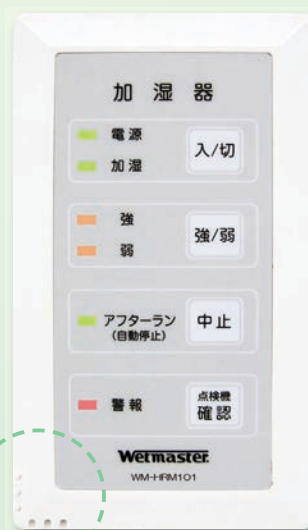 加湿器
電源
加湿
入/切
強
弱
強/弱
アフターラン
(自動停止)
中止
警報
点検機
確認
Wetmaster
WM-HRM101